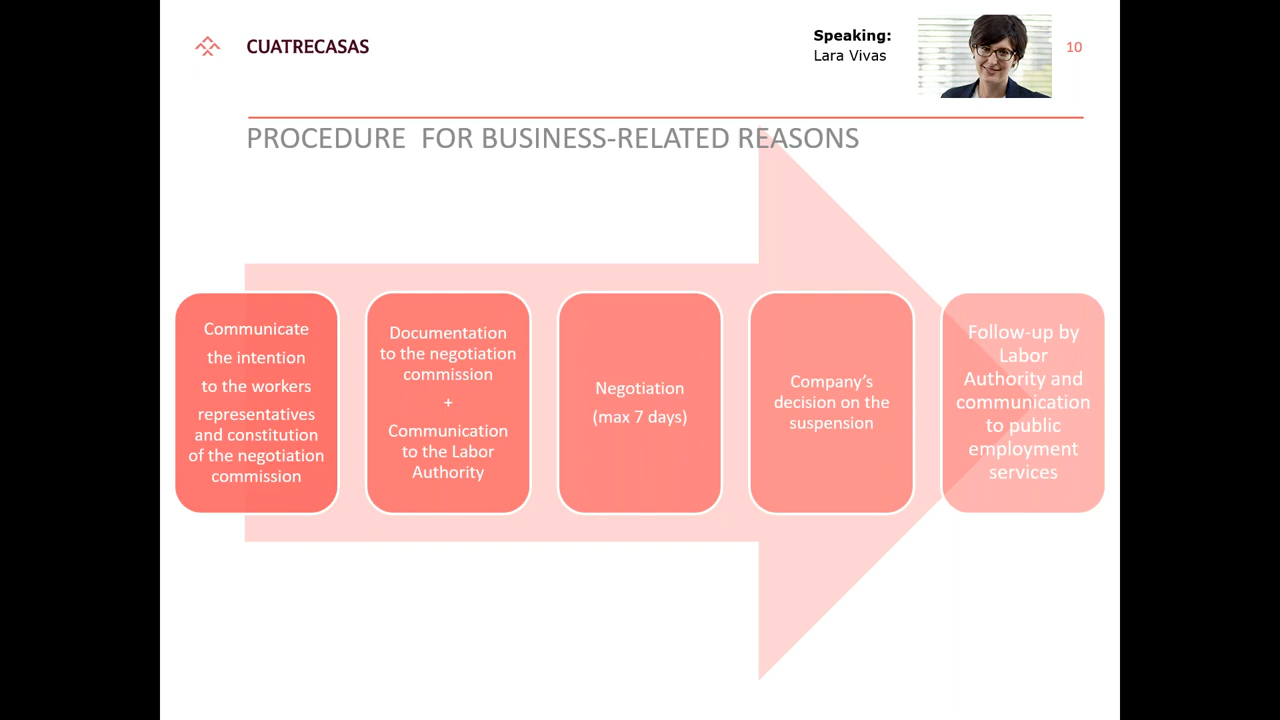 CUATRECASAS
Speaking:
Lara Vivas
10
PROCEDURE  FOR BUSINESS-RELATED REASONS
Communicate
the intention
to the workers
representatives
and constitution
of the negotiation
commission
Documentation
to the negotiation
commission
+
Communication
to the Labor
Authority
Negotiation
(max 7 days)
Company’s
decision on the
suspension
Follow-up by
Labor
Authority and
communication
to public
employment
services